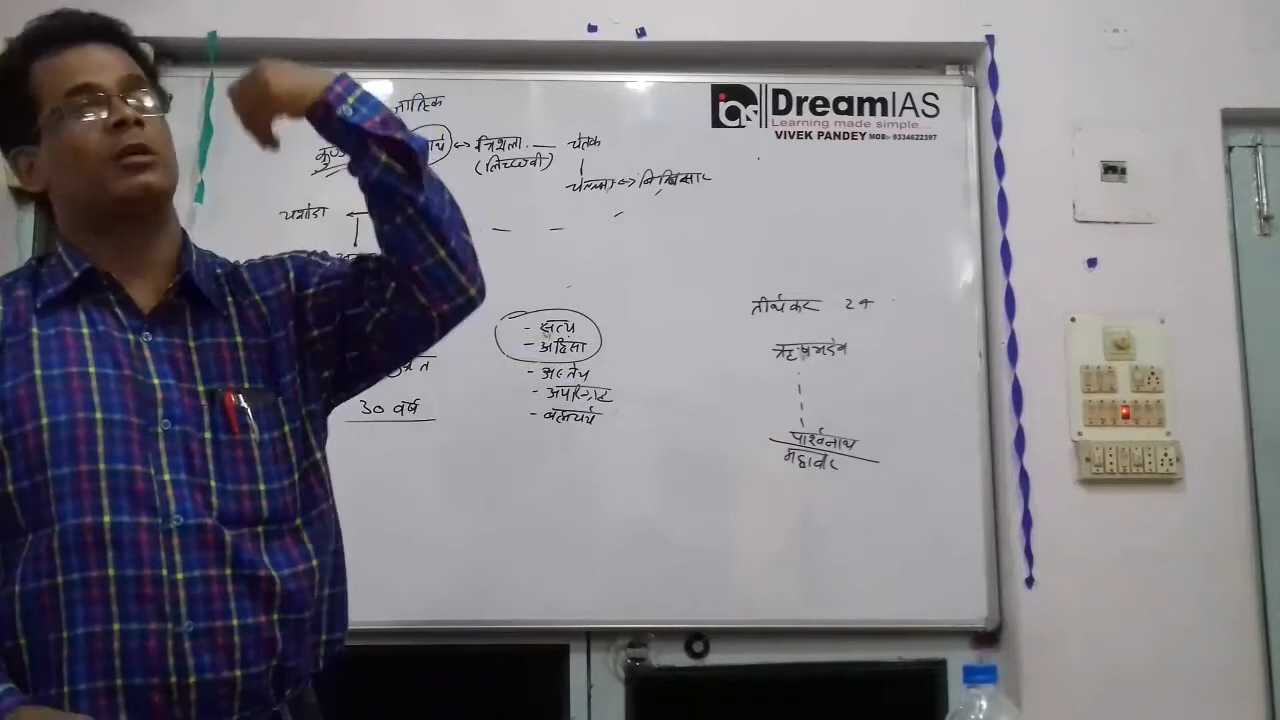 ias DreamIAS
Learning made simple
VIVEK PANDEY MOB:- 9334622397
त्रिशला — चेतक
(लिच्छवी)
चेलना ↔ बिम्बिसार
यशोदा ←
तीर्थंकर 24
- सत्य
- अहिंसा
ऋषभदेव
- अस्तेय
30 वर्ष
- अपरिग्रह
- ब्रह्मचर्य
पार्श्वनाथ
महावीर